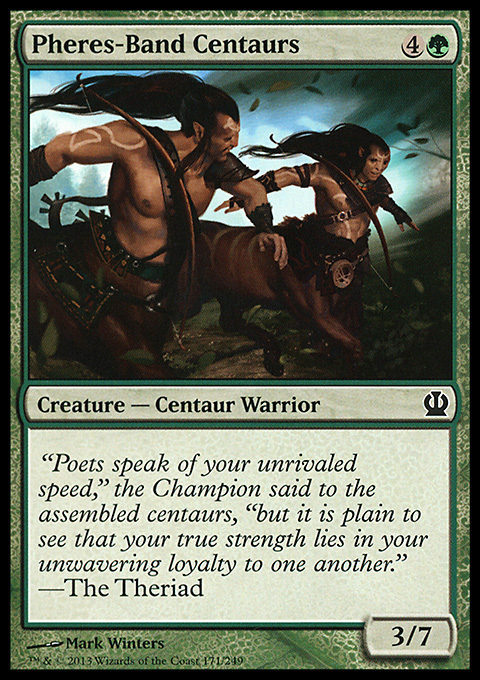 Pheres-Band Centaurs 4
Creature — Centaur Warrior
“Poets speak of your unrivaled
speed,” the Champion said to the
assembled centaurs, “but it is plain to
see that your true strength lies in your
unwavering loyalty to one another.”
—The Theriad
Mark Winters
™ & © 2013 Wizards of the Coast 171/249
3/7